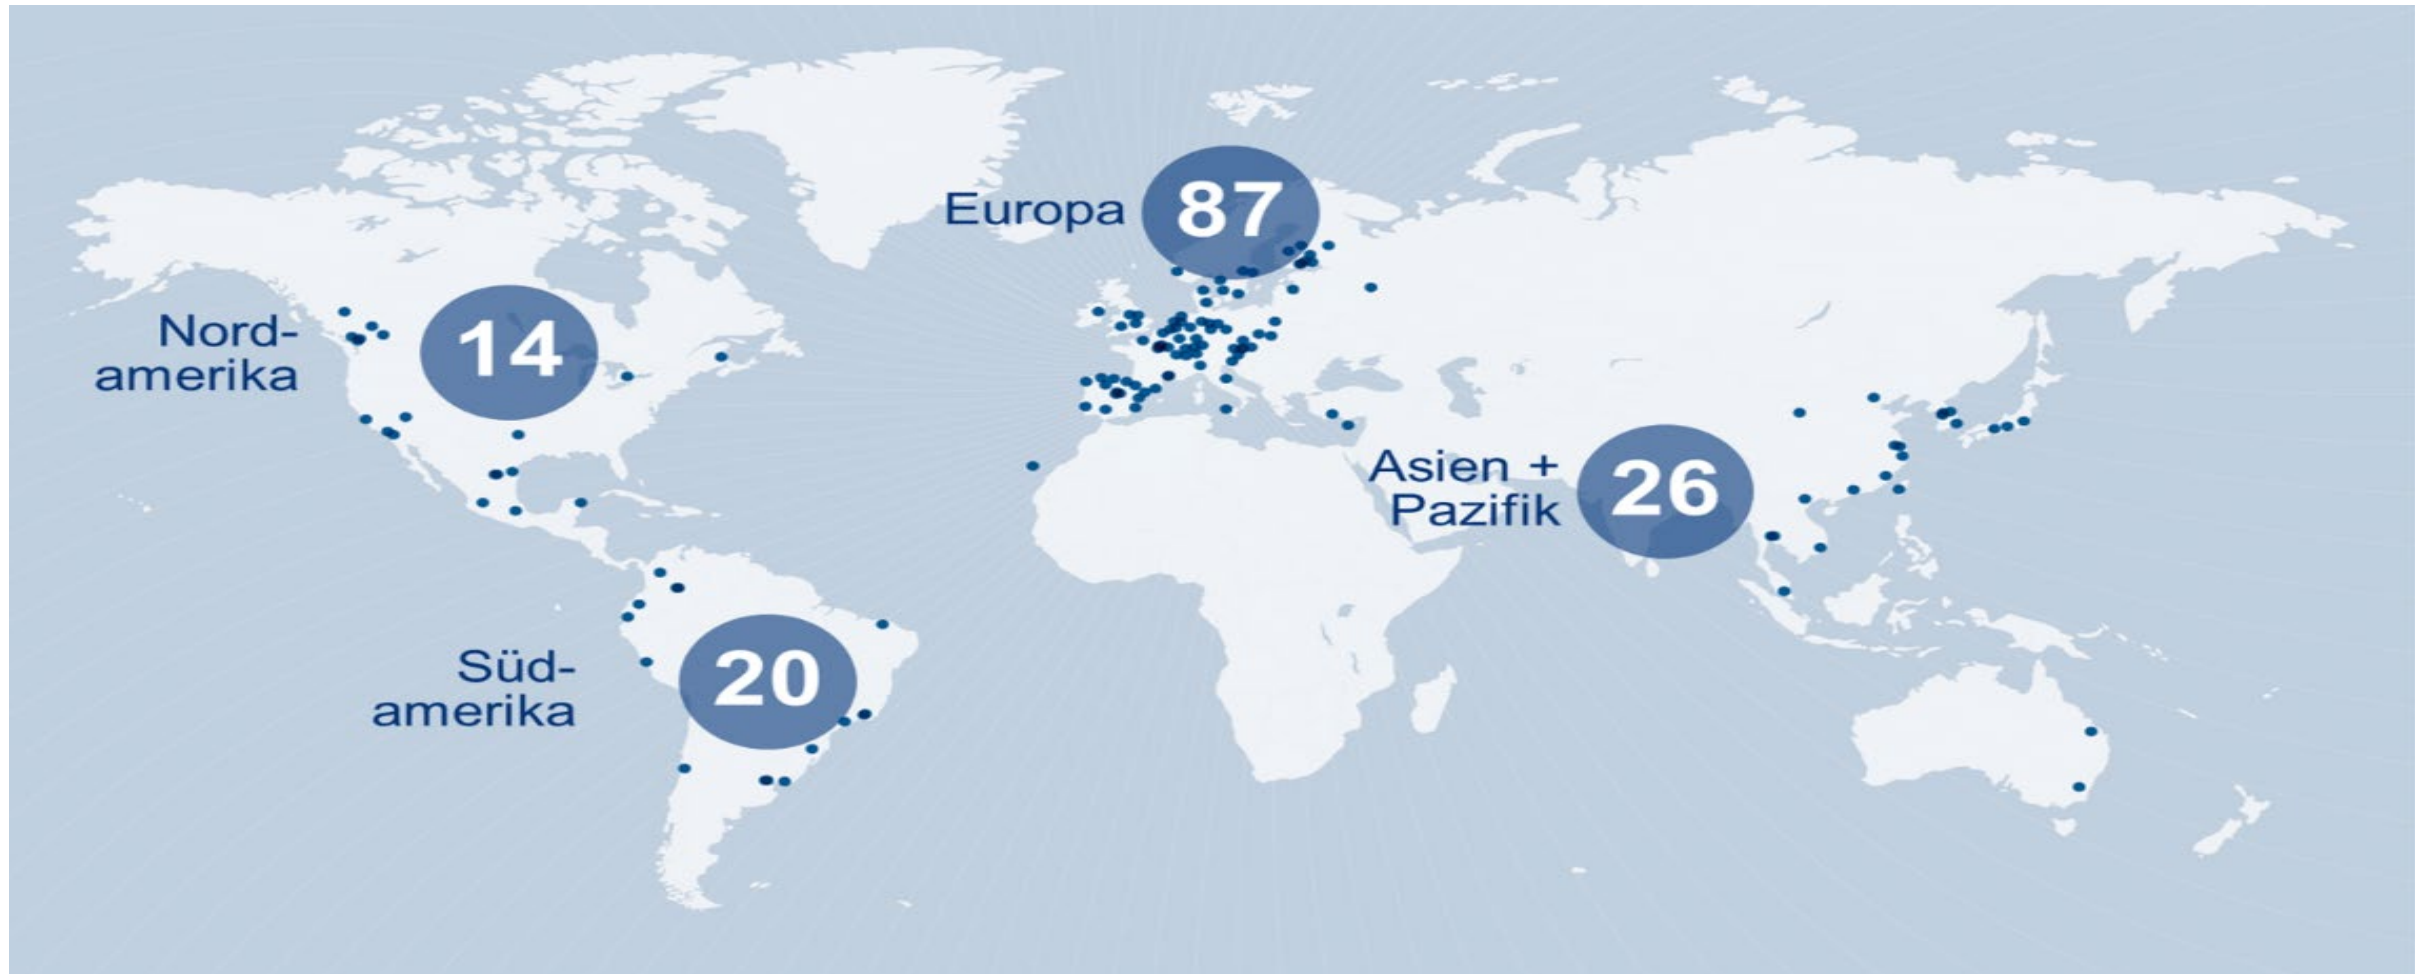 Europa
87
Nord-
amerika
14
Asien +
Pazifik
26
Süd-
amerika
20